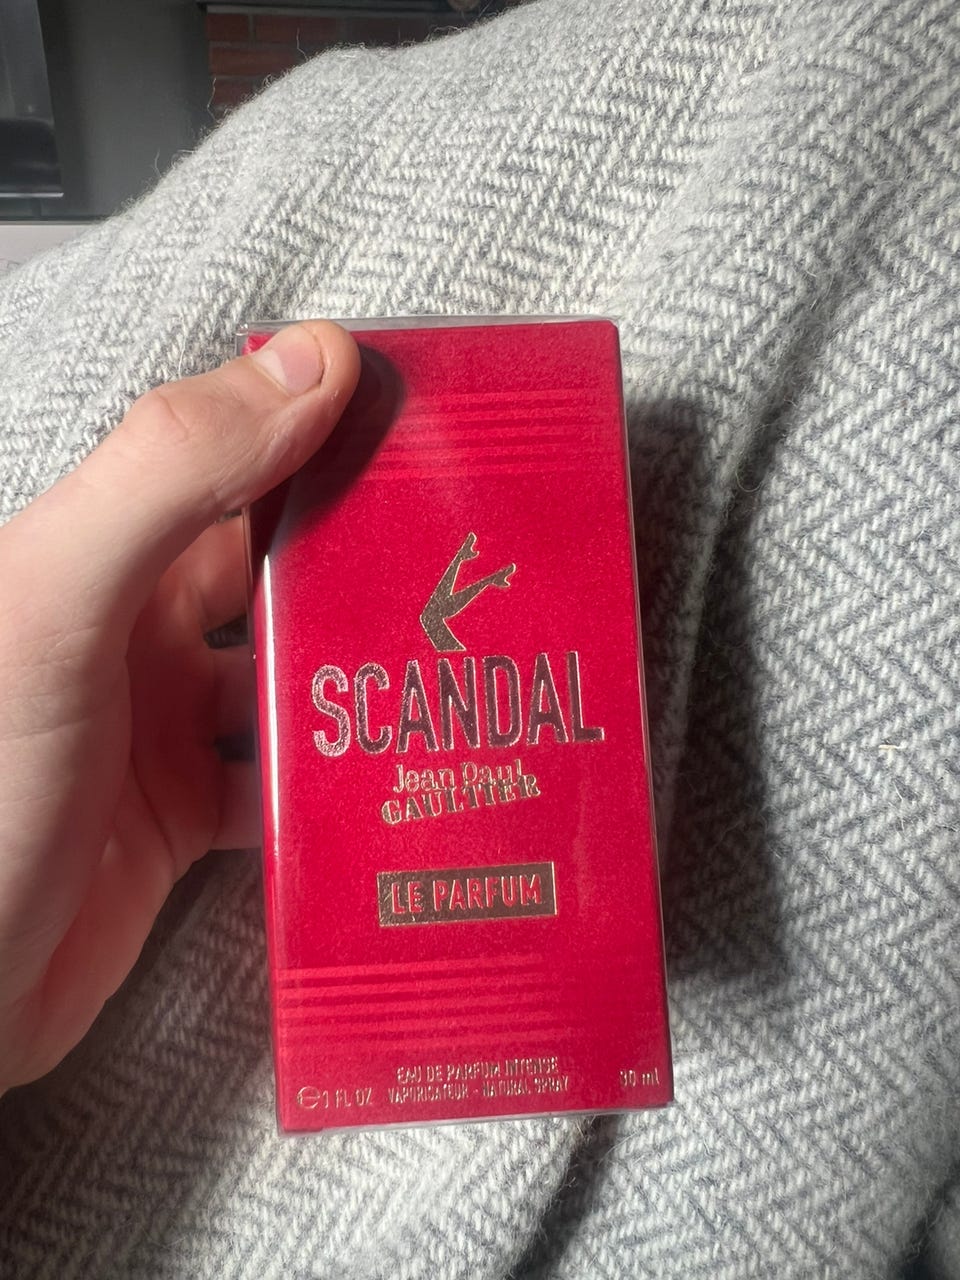 SCANDAL
Jean Paul
GAULTIER
LE PARFUM
EAU DE PARFUM INTENSE
℮ 1 FL OZ VAPORISATEUR - NATURAL SPRAY 30 ml